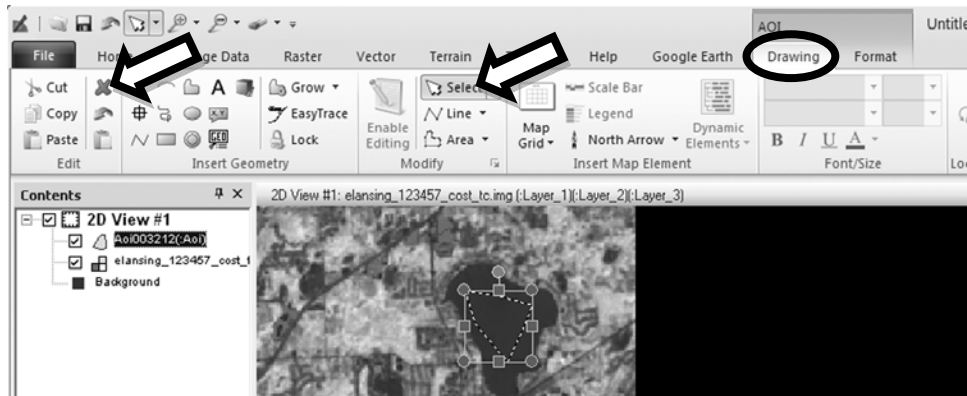 AOI Untitle
File Ho ge Data Raster Vector Terrain T Help Google Earth Drawing Format
Cut A Grow Select Scale Bar
Copy EasyTrace Line Legend
Paste Lock Enable Editing Area Map Grid North Arrow Dynamic Elements B I U A
Edit Insert Geometry Modify Insert Map Element Font/Size Lo
Contents 2D View #1: elansing_123457_cost_tc.img (:Layer_1)(:Layer_2)(:Layer_3)
2D View #1
Aoi003212(:Aoi)
elansing_123457_cost_t
Background